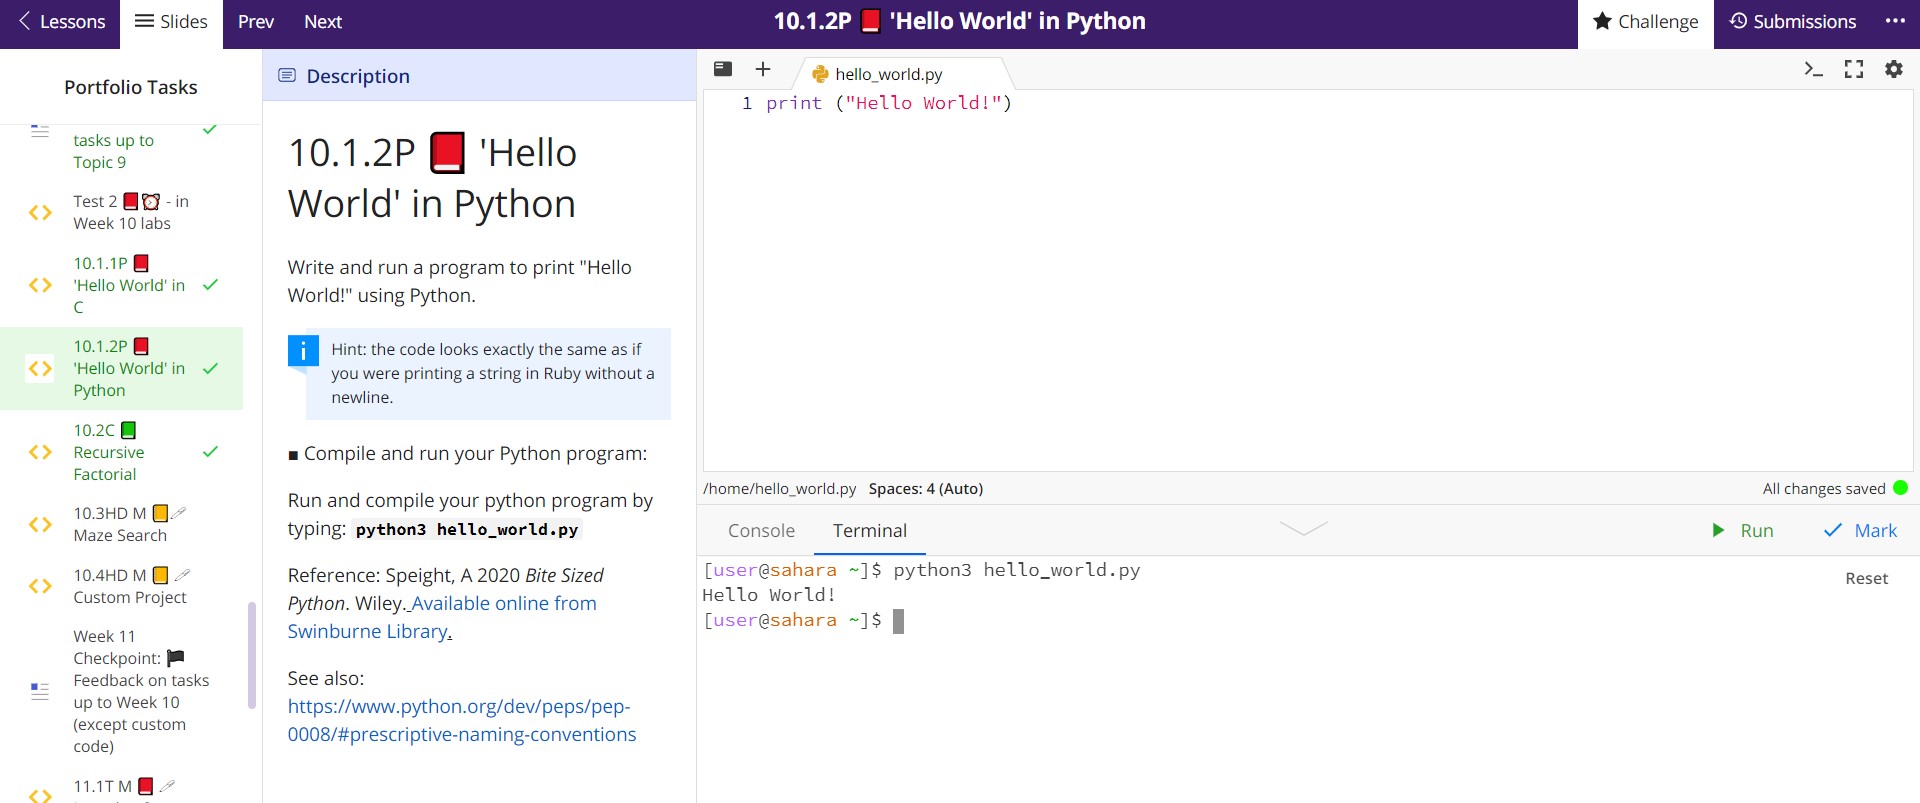 Lessons
Slides
Prev
Next
10.1.2P 📕 'Hello World' in Python
Challenge
Submissions
Portfolio Tasks
tasks up to
Topic 9
Test 2 📕⏰ - in
Week 10 labs
10.1.1P 📕
'Hello World' in
C
10.1.2P 📕
'Hello World' in
Python
10.2C 📗
Recursive
Factorial
10.3HD M 📒🖊
Maze Search
10.4HD M 📒🖊
Custom Project
Week 11
Checkpoint: 🏴
Feedback on tasks
up to Week 10
(except custom
code)
11.1T M 📕🖊
Description
10.1.2P 📕 'Hello
World' in Python
Write and run a program to print "Hello
World!" using Python.
Hint: the code looks exactly the same as if
you were printing a string in Ruby without a
newline.
▪ Compile and run your Python program:
Run and compile your python program by
typing: python3 hello_world.py
Reference: Speight, A 2020 Bite Sized
Python. Wiley. Available online from
Swinburne Library.
See also:
https://www.python.org/dev/peps/pep-
0008/#prescriptive-naming-conventions
hello_world.py
1 print ("Hello World!")
/home/hello_world.py Spaces: 4 (Auto)
All changes saved
Console
Terminal
Run
Mark
[user@sahara ~]$ python3 hello_world.py
Reset
Hello World!
[user@sahara ~]$